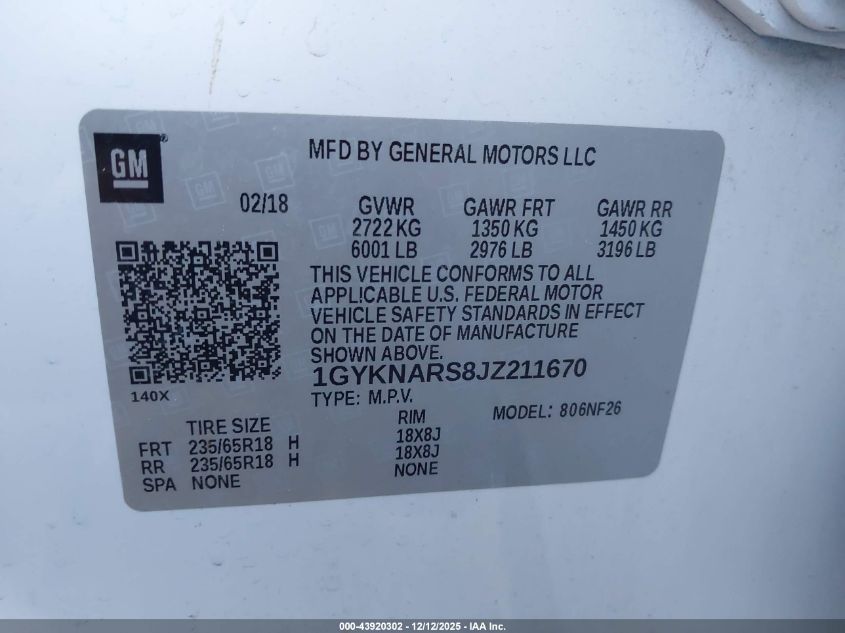 GM
®
MFD BY GENERAL MOTORS LLC
02/18 GVWR GAWR FRT GAWR RR
2722 KG 1350 KG 1450 KG
6001 LB 2976 LB 3196 LB
THIS VEHICLE CONFORMS TO ALL
APPLICABLE U.S. FEDERAL MOTOR
VEHICLE SAFETY STANDARDS IN EFFECT
ON THE DATE OF MANUFACTURE
SHOWN ABOVE.
1GYKNARS8JZ211670
140X
TYPE: M.P.V.
MODEL: 806NF26
TIRE SIZE RIM
FRT 235/65R18 H 18X8J
RR 235/65R18 H 18X8J
SPA NONE NONE
000-43920302 - 12/12/2025 - IAA Inc.